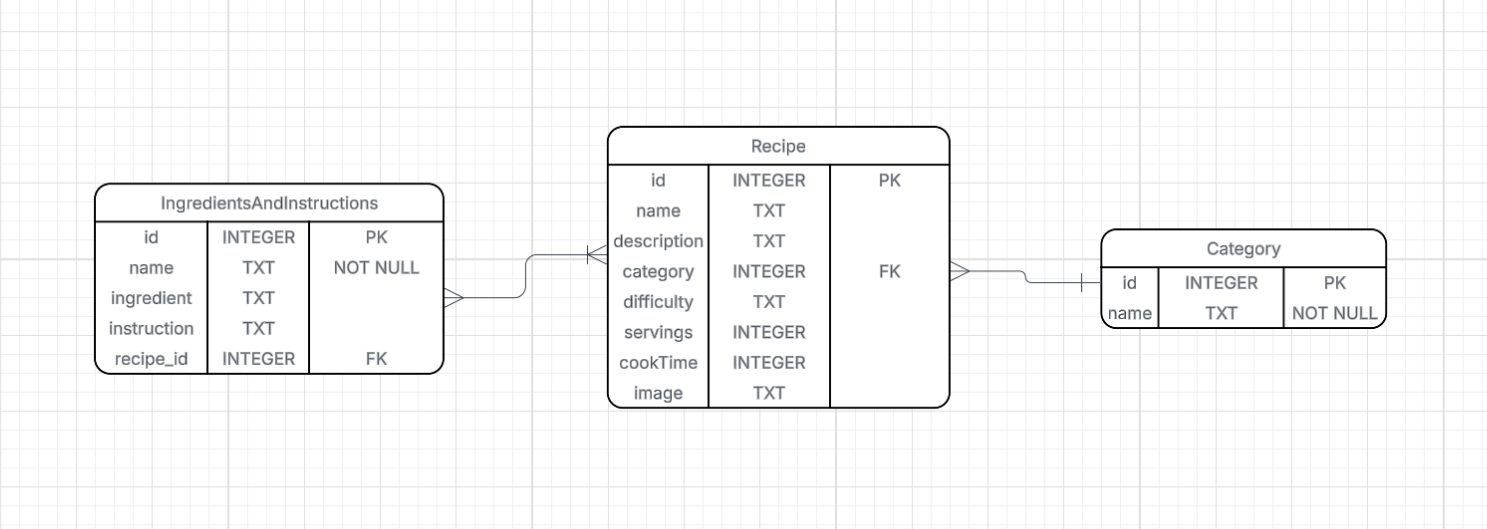 IngredientsAndInstructions
id INTEGER PK
name TXT NOT NULL
ingredient TXT
instruction TXT
recipe_id INTEGER FK
Recipe
id INTEGER PK
name TXT
description TXT
category INTEGER FK
difficulty TXT
servings INTEGER
cookTime INTEGER
image TXT
Category
id INTEGER PK
name TXT NOT NULL